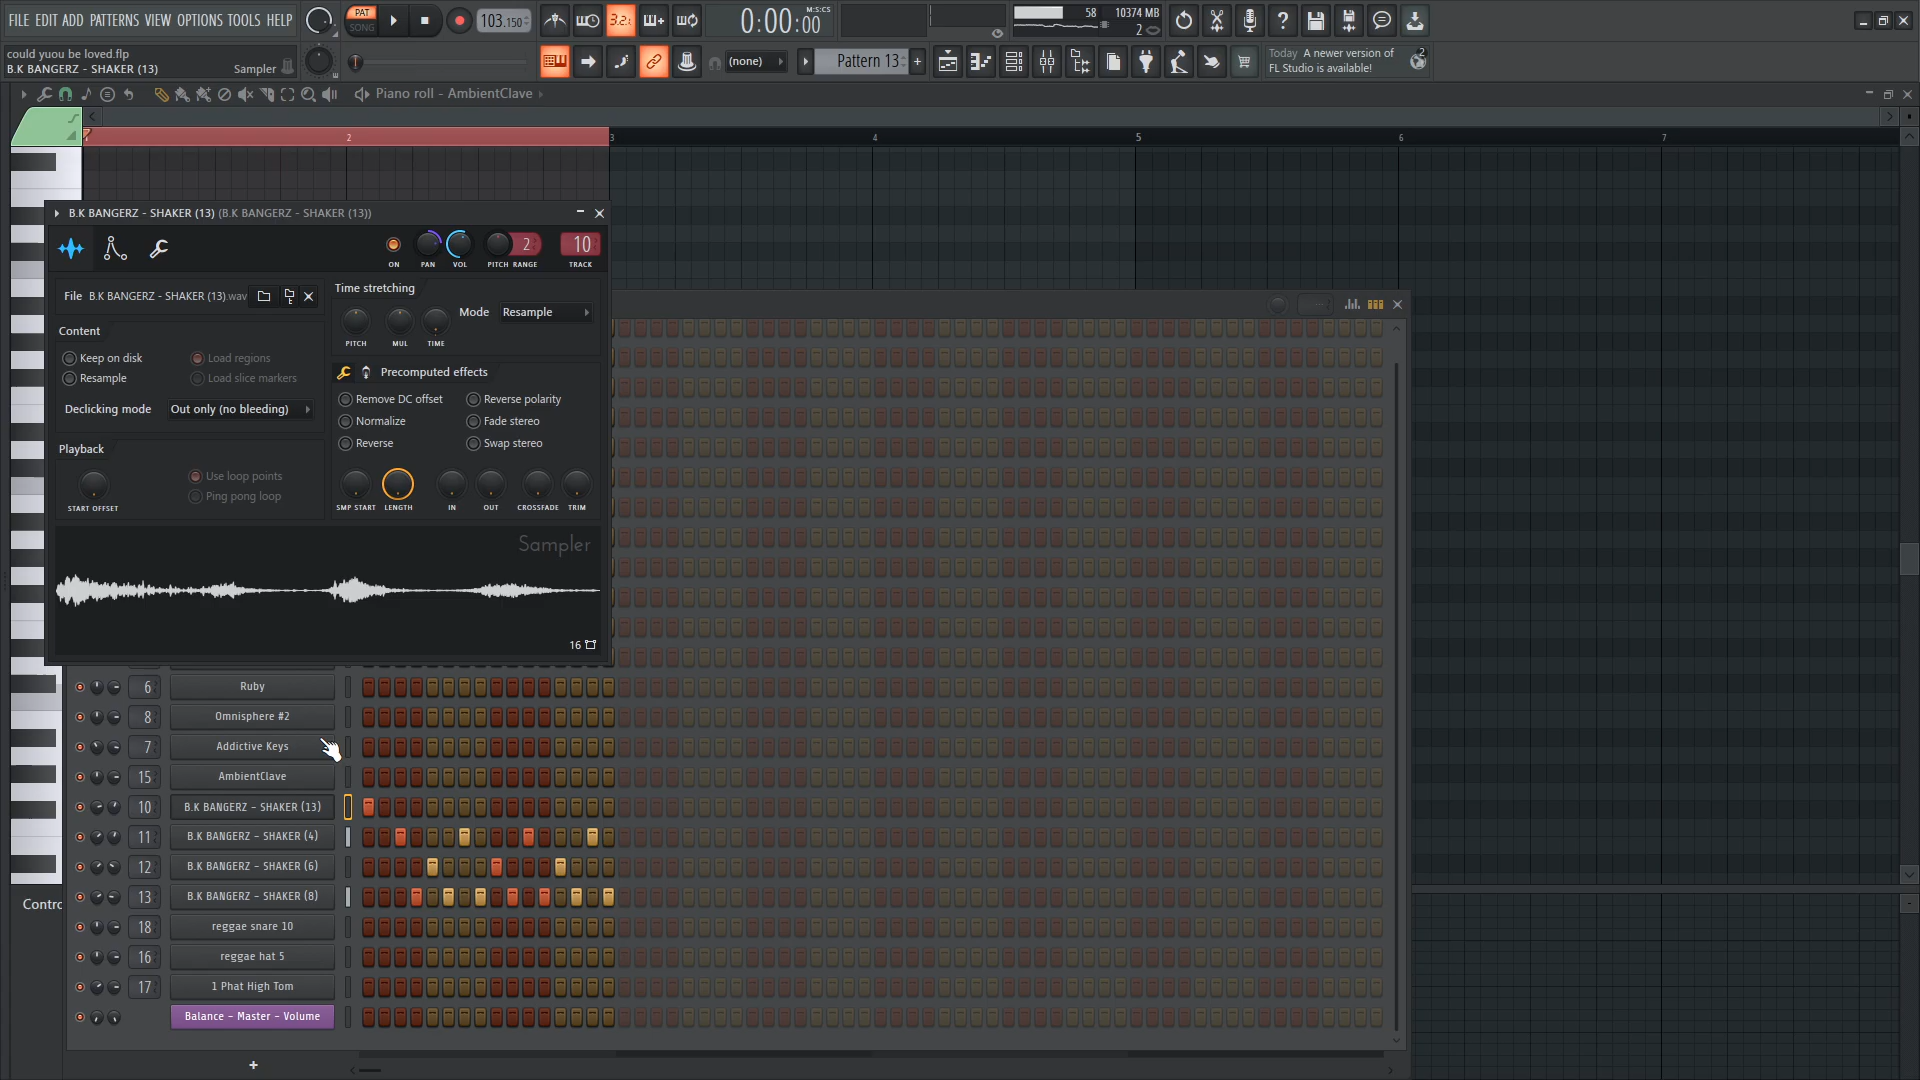 FILE EDIT ADD PATTERNS VIEW OPTIONS TOOLS HELP
PAT
SONG
103.150
3.2.
0:00:00
M:S:CS
58
10374 MB
2
could yuou be loved.flp
B.K BANGERZ - SHAKER (13)
Sampler
(none)
Pattern 13
+
Today A newer version of
FL Studio is available!
2
Piano roll - AmbientClave
2
3
4
5
6
7
B.K BANGERZ - SHAKER (13) (B.K BANGERZ - SHAKER (13))
2
10
ON
PAN
VOL
PITCH RANGE
TRACK
File B.K BANGERZ - SHAKER (13).wav
Time stretching
Mode
Resample
PITCH
MUL
TIME
Content
Keep on disk
Load regions
Resample
Load slice markers
Declicking mode
Out only (no bleeding)
Precomputed effects
Remove DC offset
Reverse polarity
Normalize
Fade stereo
Reverse
Swap stereo
Playback
Use loop points
Ping pong loop
START OFFSET
SMP START
LENGTH
IN
OUT
CROSSFADE
TRIM
Sampler
16
6
Ruby
8
Omnisphere #2
7
Addictive Keys
15
AmbientClave
10
B.K BANGERZ - SHAKER (13)
11
B.K BANGERZ - SHAKER (4)
12
B.K BANGERZ - SHAKER (6)
13
B.K BANGERZ - SHAKER (8)
Contro
18
reggae snare 10
16
reggae hat 5
17
1 Phat High Tom
Balance - Master - Volume
+